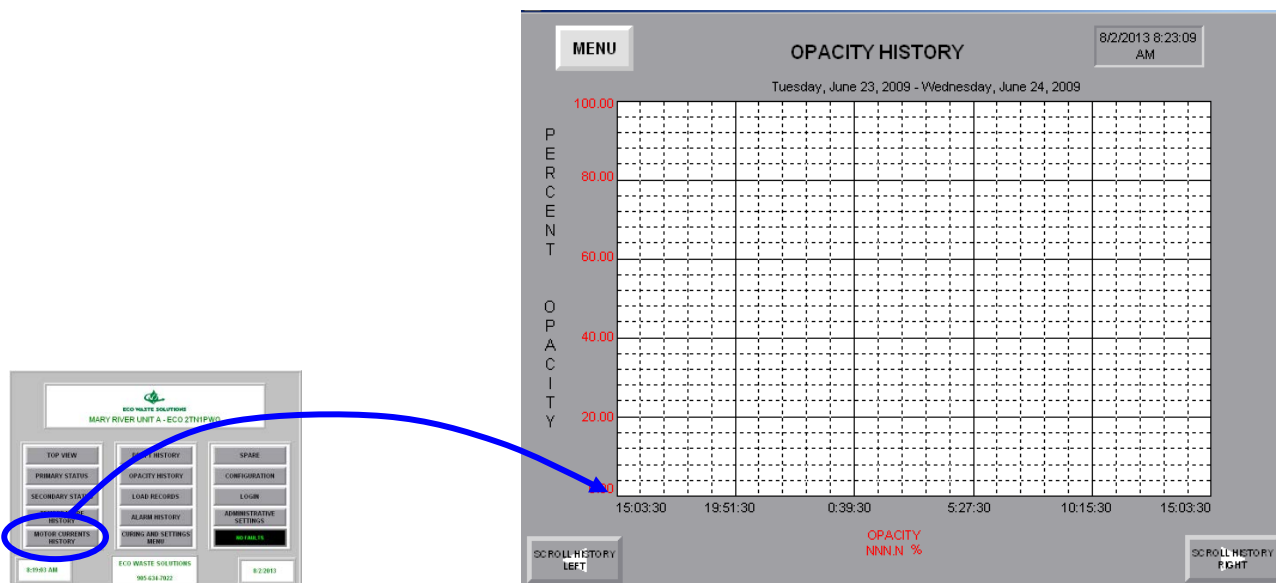 MENU
OPACITY HISTORY
8/2/2013 8:23:09
AM
Tuesday, June 23, 2009 - Wednesday, June 24, 2009
PERCENT OPACITY
100.00
80.00
60.00
40.00
20.00
15:03:30 19:51:30 0:39:30 5:27:30 10:15:30 15:03:30
OPACITY
NNN.N %
SCROLL HISTORY
LEFT
SCROLL HISTORY
RIGHT
ECO WASTE SOLUTIONS
MARY RIVER UNIT A - ECO 2TN1PWO
TOP VIEW
HISTORY
SPARE
PRIMARY STATUS
OPACITY HISTORY
CONFIGURATION
SECONDARY STATUS
LOAD RECORDS
LOGIN
HISTORY
ALARM HISTORY
ADMINISTRATIVE
SETTINGS
MOTOR CURRENTS
HISTORY
CURING AND SETTINGS
MENU
NO FAULTS
AM
ECO WASTE SOLUTIONS
905-634-7022
8/2/2013